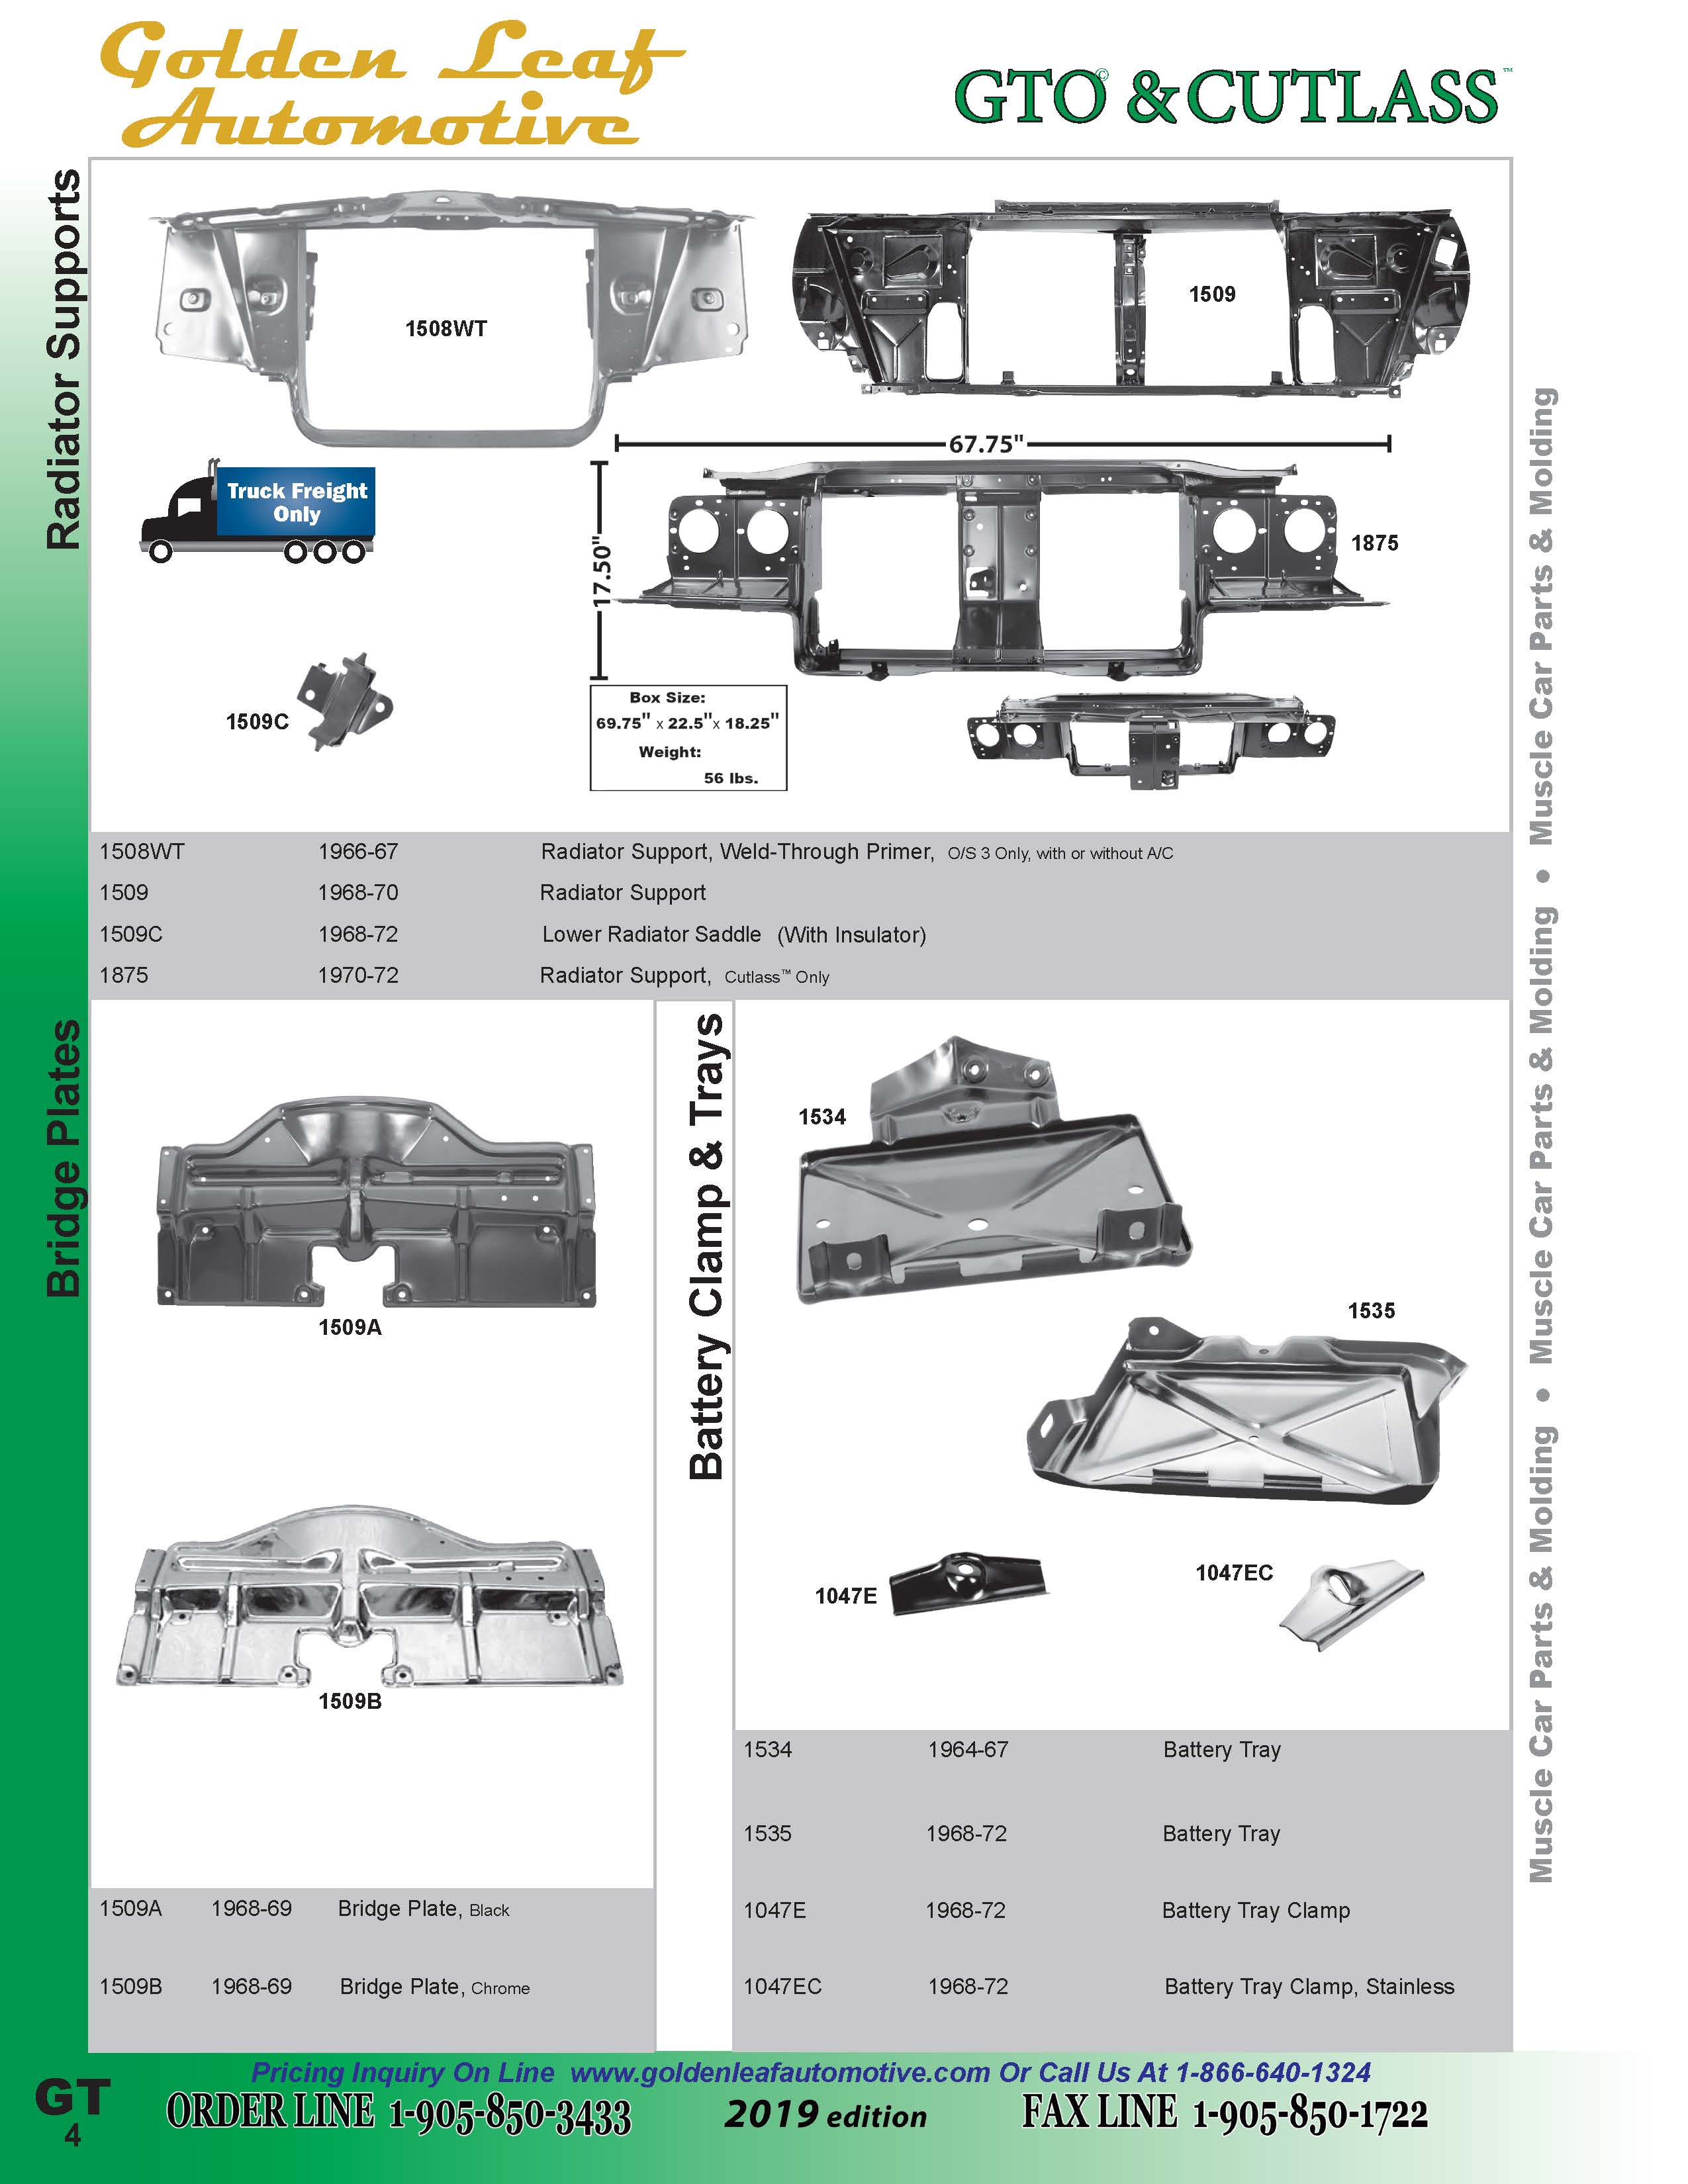 Golden Leaf
Automotive
GTO© & CUTLASS™
Radiator Supports
1508WT
1509
67.75"
Truck Freight
Only
17.50"
1875
1509C
Box Size:
69.75" x 22.5"x 18.25"
Weight:
56 lbs.
1508WT 1966-67 Radiator Support, Weld-Through Primer, O/S 3 Only, with or without A/C
1509 1968-70 Radiator Support
1509C 1968-72 Lower Radiator Saddle (With Insulator)
1875 1970-72 Radiator Support, Cutlass™ Only
Bridge Plates
1509A
1509B
1509A 1968-69 Bridge Plate, Black
1509B 1968-69 Bridge Plate, Chrome
Battery Clamp & Trays
1534
1535
1047E
1047EC
1534 1964-67 Battery Tray
1535 1968-72 Battery Tray
1047E 1968-72 Battery Tray Clamp
1047EC 1968-72 Battery Tray Clamp, Stainless
Muscle Car Parts & Molding • Muscle Car Parts & Molding • Muscle Car Parts & Molding
Pricing Inquiry On Line www.goldenleafautomotive.com Or Call Us At 1-866-640-1324
GT
4
ORDER LINE 1-905-850-3433 2019 edition FAX LINE 1-905-850-1722